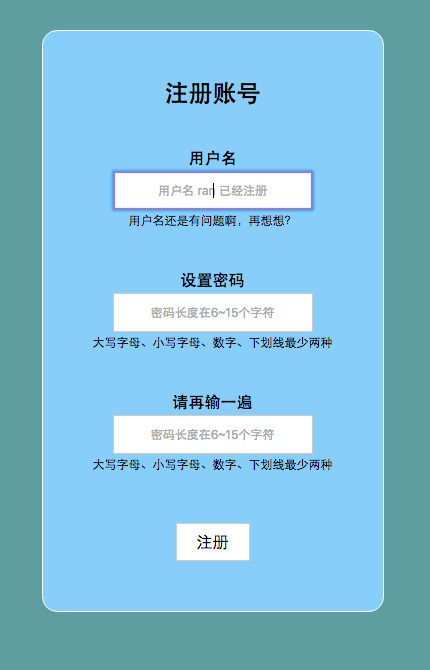 注册账号
用户名
用户名 ran 已经注册
用户名还是有问题啊，再想想？
设置密码
密码长度在6~15个字符
大写字母、小写字母、数字、下划线最少两种
请再输一遍
密码长度在6~15个字符
大写字母、小写字母、数字、下划线最少两种
注册